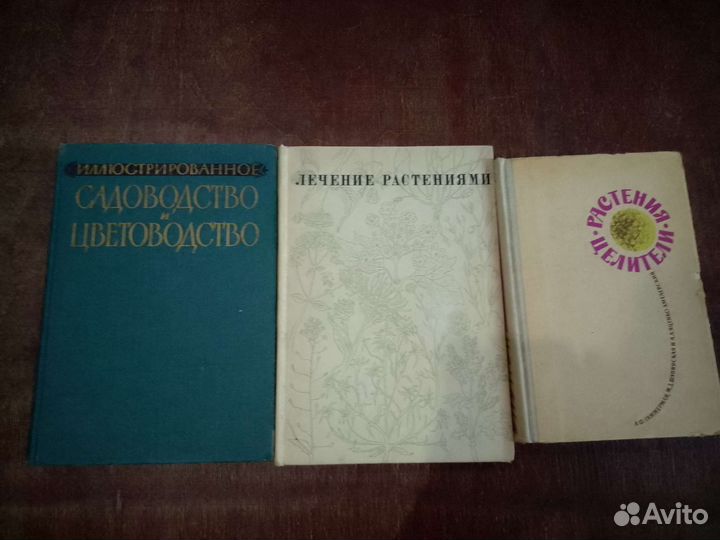 ИЛЛЮСТРИРОВАННОЕ
САДОВОДСТВО
И
ЦВЕТОВОДСТВО
ЛЕЧЕНИЕ РАСТЕНИЯМИ
• РАСТЕНИЯ •
ЦЕЛИТЕЛИ
Avito